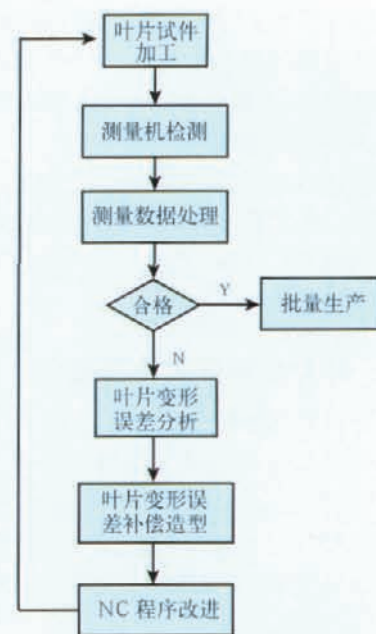 叶片试件
加工
测量机检测
测量数据处理
合格
Y
批量生产
N
叶片变形
误差分析
叶片变形误
差补偿造型
NC 程序改进